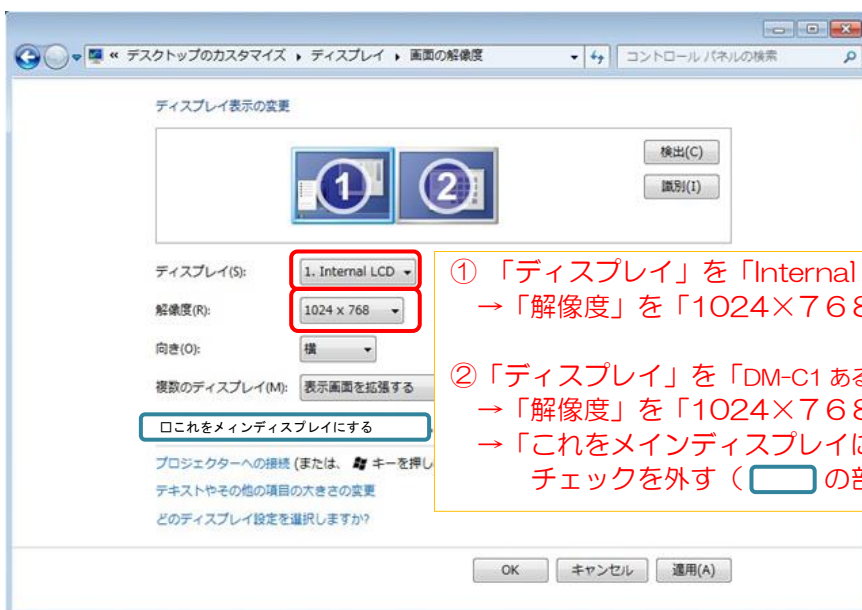 « デスクトップのカスタマイズ ▸ ディスプレイ ▸ 画面の解像度
コントロール パネルの検索
ディスプレイ表示の変更
1
2
検出(C)
識別(I)
ディスプレイ(S):
1. Internal LCD
解像度(R):
1024 x 768
向き(O):
横
複数のディスプレイ(M):
表示画面を拡張する
□これをメィンディスプレイにする
プロジェクターへの接続 (または、 キーを押し
テキストやその他の項目の大きさの変更
どのディスプレイ設定を選択しますか?
① 「ディスプレイ」を「Internal
→「解像度」を「1024×768
②「ディスプレイ」を「DM-C1 ある
→「解像度」を「1024×768
→「これをメインディスプレイに
チェックを外す( の部
OK
キャンセル
適用(A)